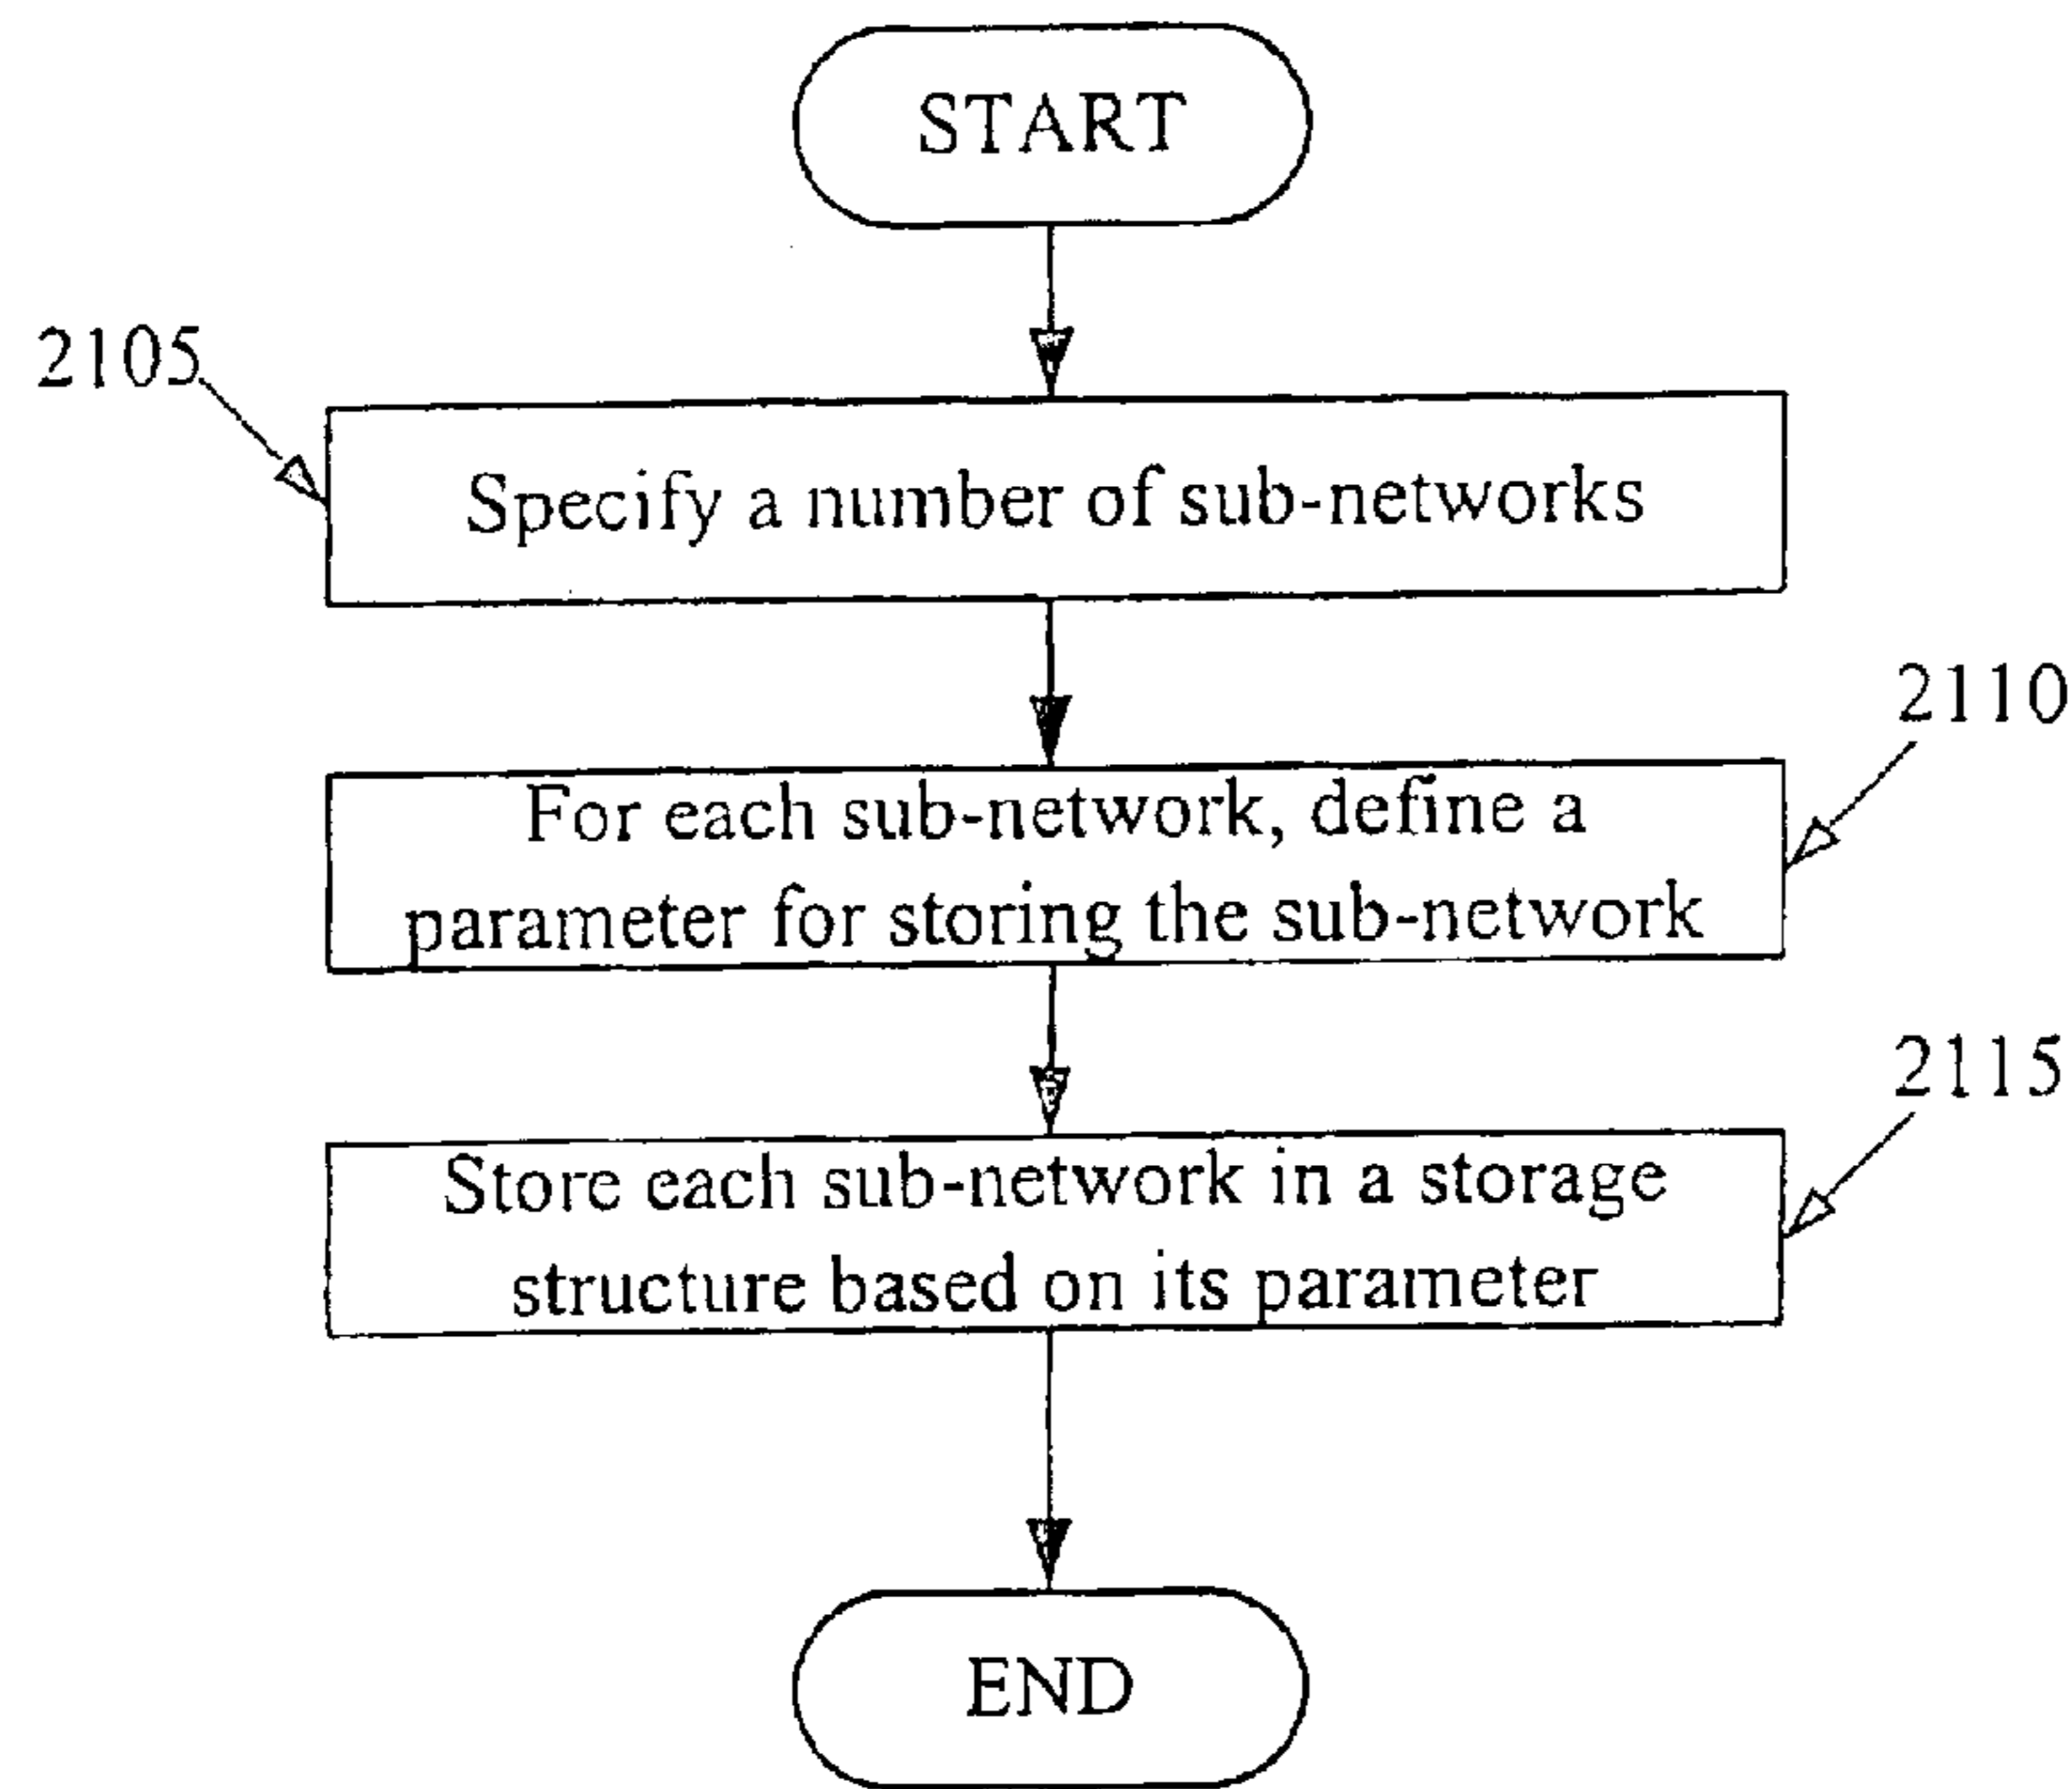 START
2105
Specify a number of sub-networks
2110
For each sub-network, define a
parameter for storing the sub-network
2115
Store each sub-network in a storage
structure based on its parameter
END